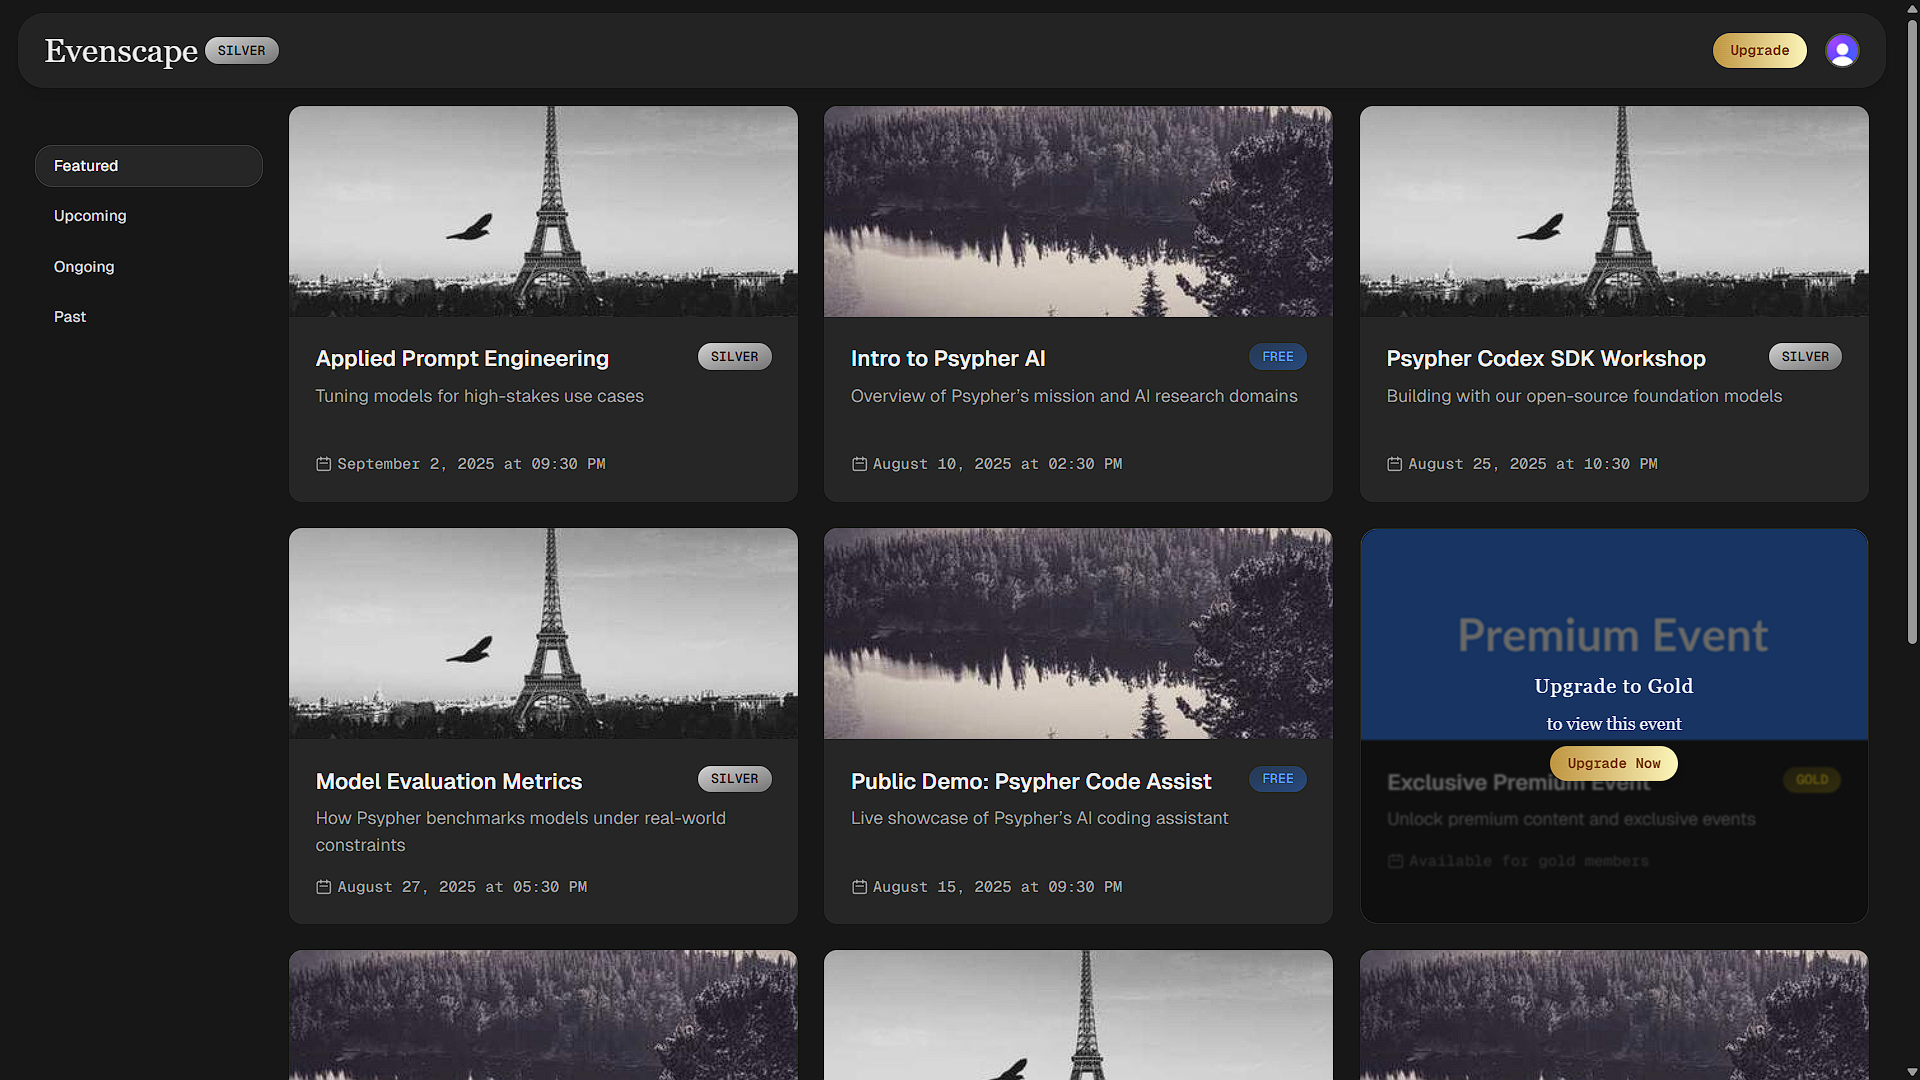 Evenscape SILVER
Upgrade
Featured
Upcoming
Ongoing
Past
Applied Prompt Engineering SILVER
Tuning models for high-stakes use cases
September 2, 2025 at 09:30 PM
Intro to Psypher AI FREE
Overview of Psypher’s mission and AI research domains
August 10, 2025 at 02:30 PM
Psypher Codex SDK Workshop SILVER
Building with our open-source foundation models
August 25, 2025 at 10:30 PM
Model Evaluation Metrics SILVER
How Psypher benchmarks models under real-world
constraints
August 27, 2025 at 05:30 PM
Public Demo: Psypher Code Assist FREE
Live showcase of Psypher’s AI coding assistant
August 15, 2025 at 09:30 PM
Premium Event
Upgrade to Gold
to view this event
Upgrade Now
Exclusive Premium Event GOLD
Unlock premium content and exclusive events
Available for gold members